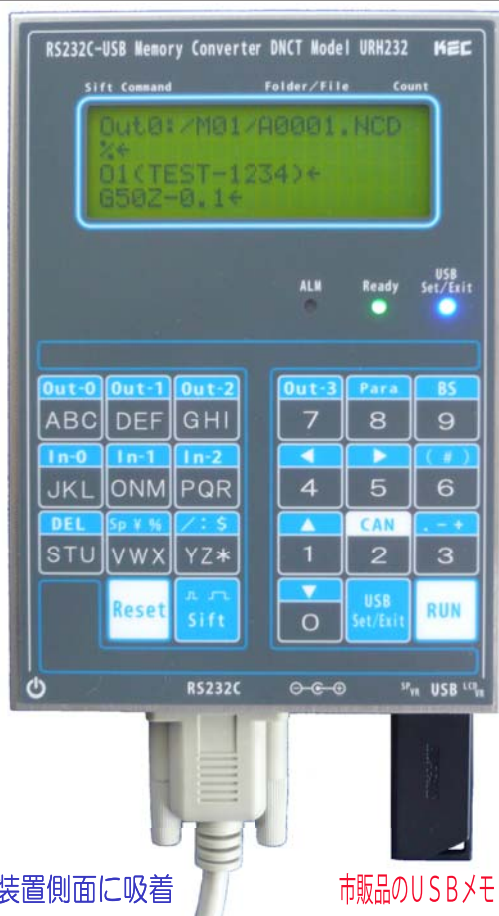 RS232C-USB Memory Converter DNCT Model URH232 KEC
Sift Command Folder/File Count
Out0:/M01/A0001.NCD
%←
O1(TEST-1234)←
G50Z-0.1←
ALM Ready USB Set/Exit
Out-0 Out-1 Out-2 Out-3 Para BS
ABC DEF GHI 7 8 9
In-0 In-1 In-2 ◀ ▶ (#)
JKL ONM PQR 4 5 6
DEL Sp¥% /:$ ▲ CAN .-+
STU VWX YZ* 1 2 3
Reset Sift ▼ 0 USB Set/Exit RUN
RS232C SPVR USB LCDVR
装置側面に吸着 市販品のUSBメモ